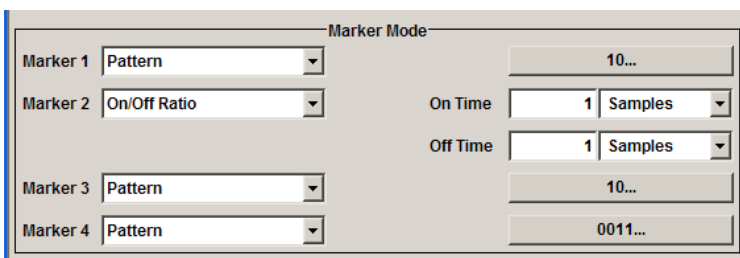 Marker Mode
Marker 1 Pattern 10...
Marker 2 On/Off Ratio On Time 1 Samples
Off Time 1 Samples
Marker 3 Pattern 10...
Marker 4 Pattern 0011...